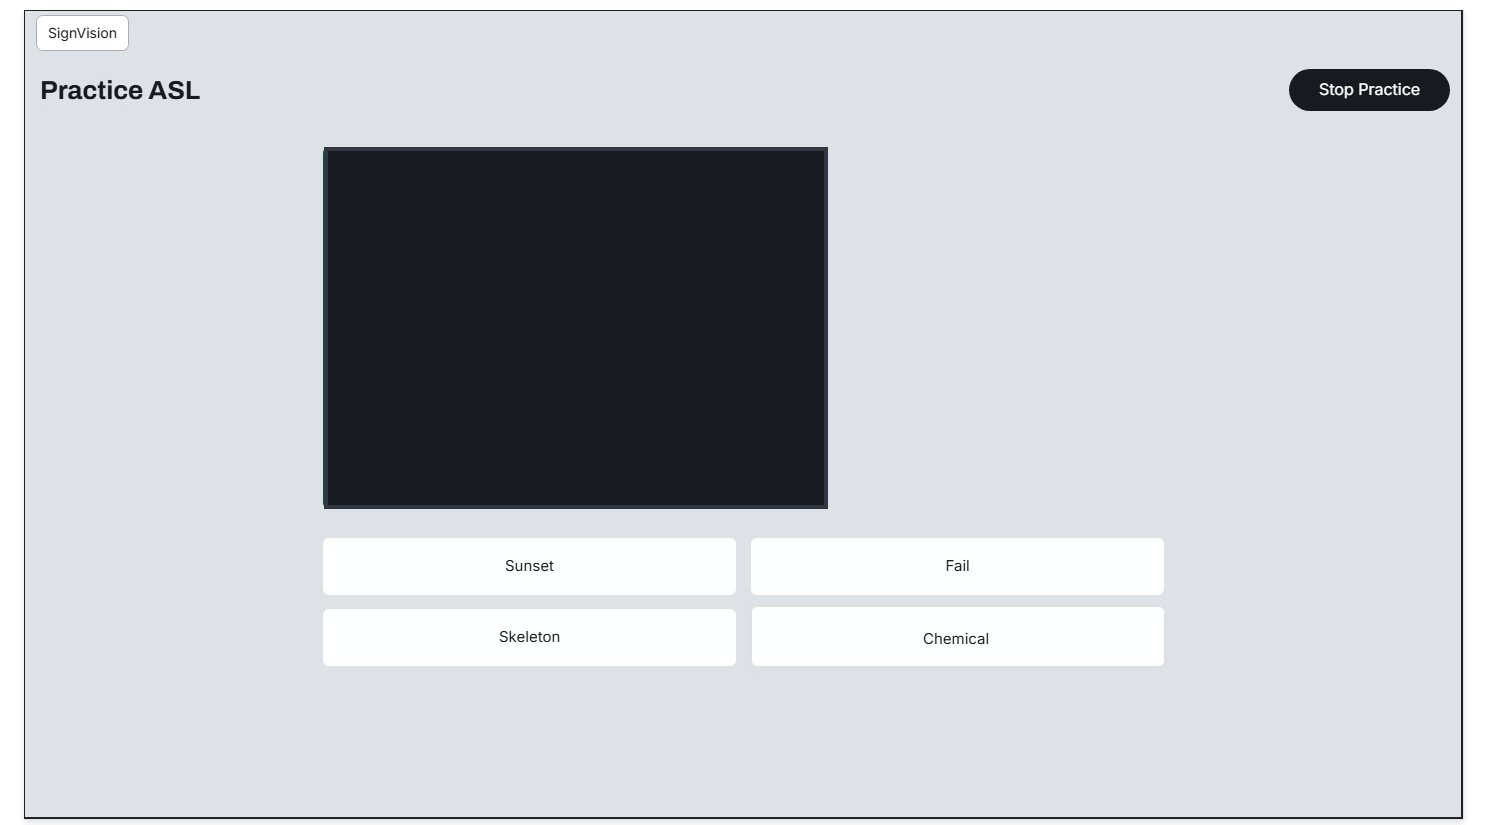 SignVision
Practice ASL
Stop Practice
Sunset
Fail
Skeleton
Chemical